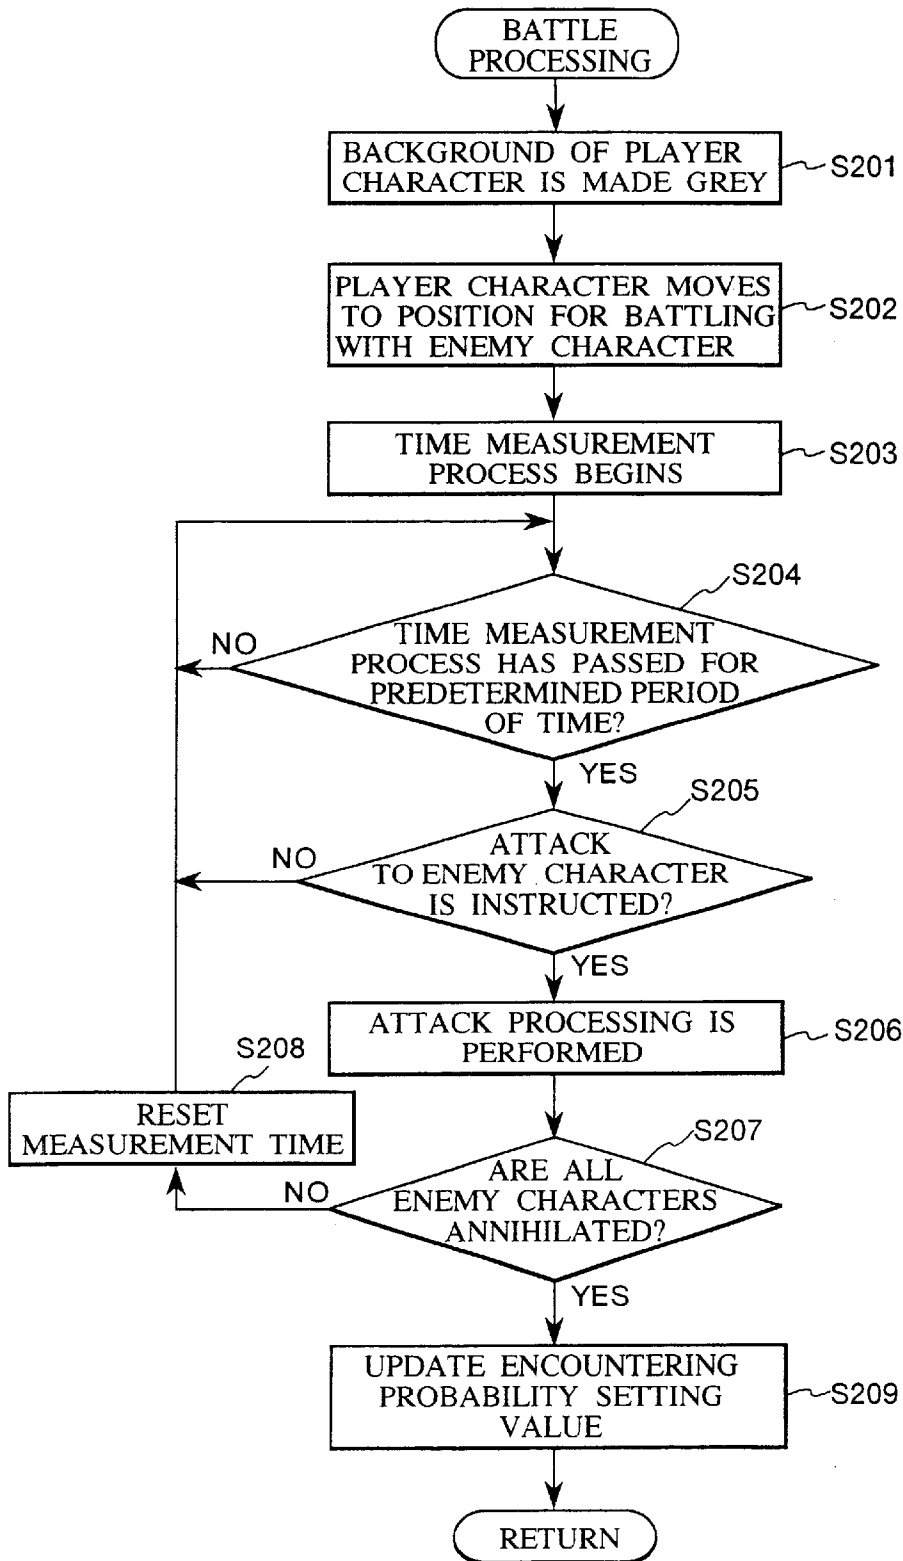 BATTLE
PROCESSING
BACKGROUND OF PLAYER
CHARACTER IS MADE GREY
S201
PLAYER CHARACTER MOVES
TO POSITION FOR BATTLING
WITH ENEMY CHARACTER
S202
TIME MEASUREMENT
PROCESS BEGINS
S203
S204
NO
TIME MEASUREMENT
PROCESS HAS PASSED FOR
PREDETERMINED PERIOD
OF TIME?
YES
S205
NO
ATTACK
TO ENEMY CHARACTER
IS INSTRUCTED?
YES
ATTACK PROCESSING IS
PERFORMED
S206
S208
RESET
MEASUREMENT TIME
S207
NO
ARE ALL
ENEMY CHARACTERS
ANNIHILATED?
YES
UPDATE ENCOUNTERING
PROBABILITY SETTING
VALUE
S209
RETURN